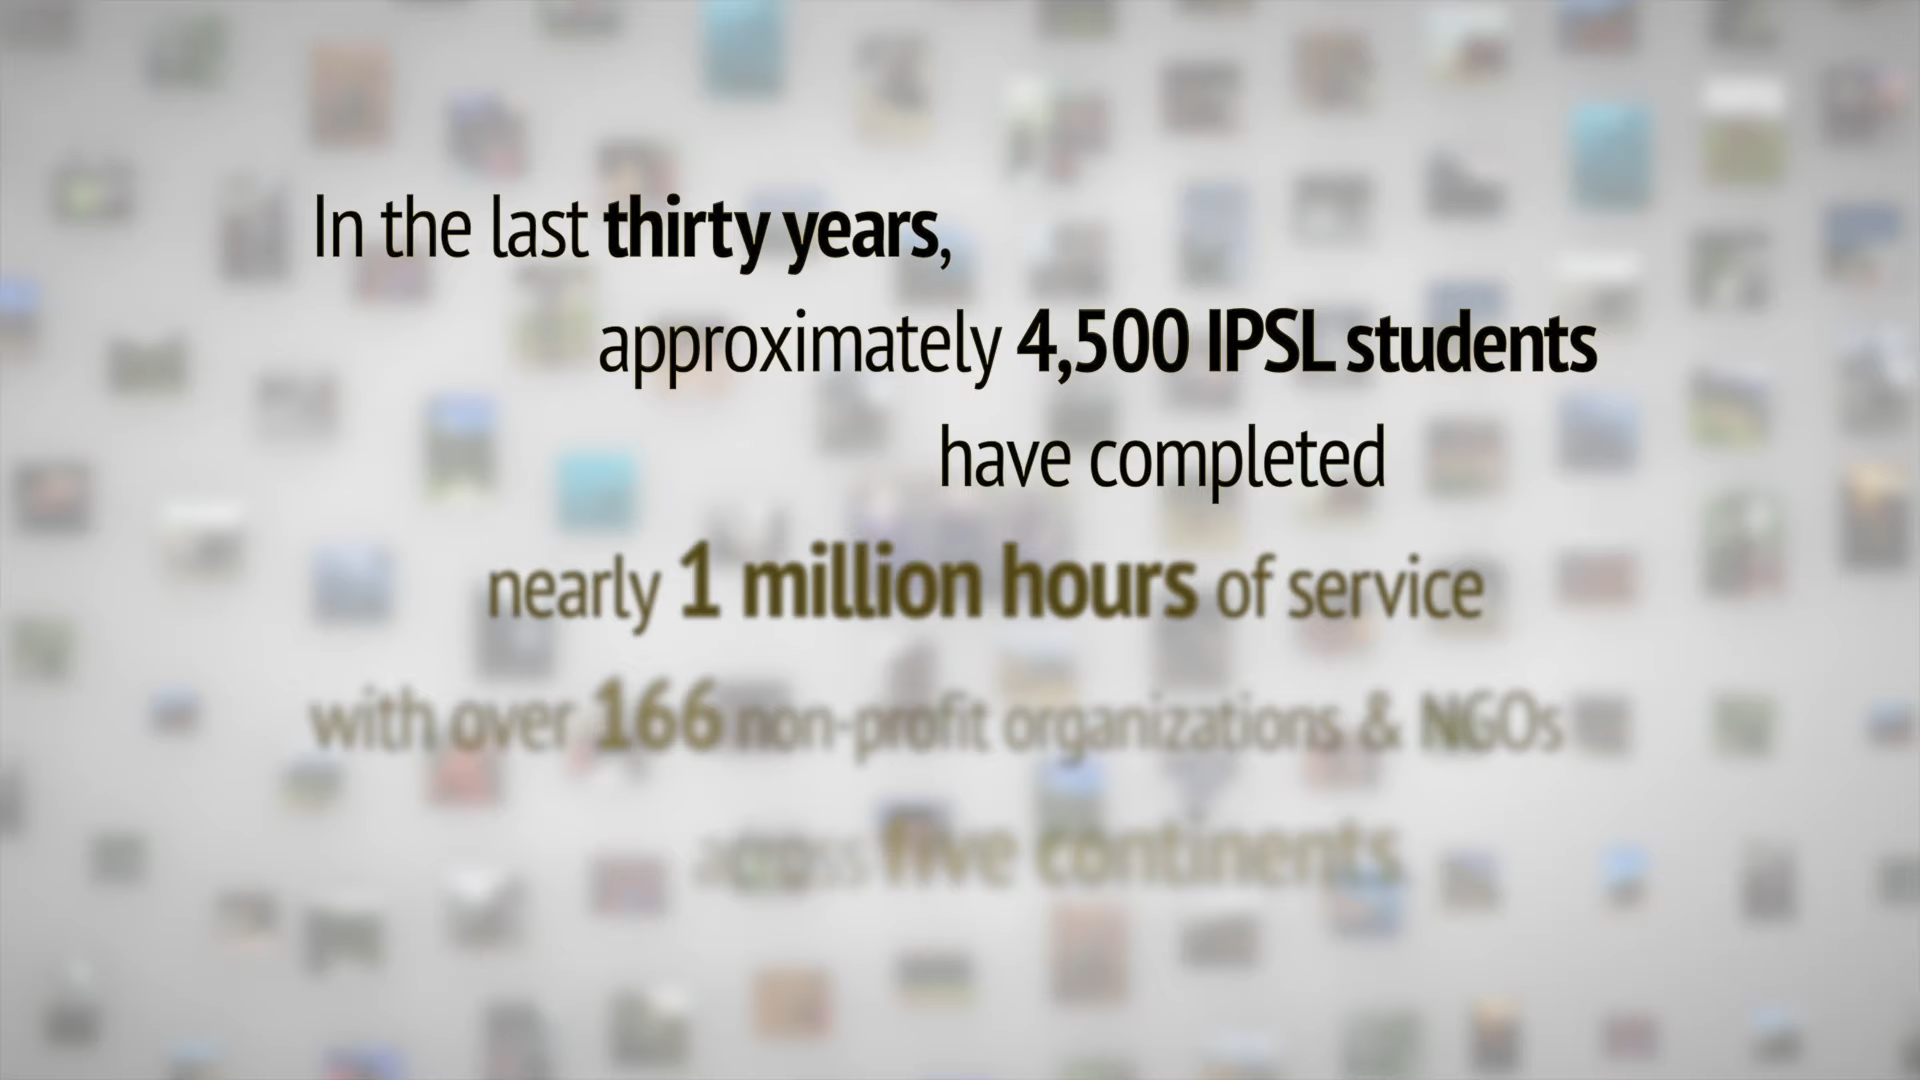 In the last thirty years,
approximately 4,500 IPSL students
have completed
nearly 1 million hours of service
with over 166 non-profit organizations & NGOs
across five continents